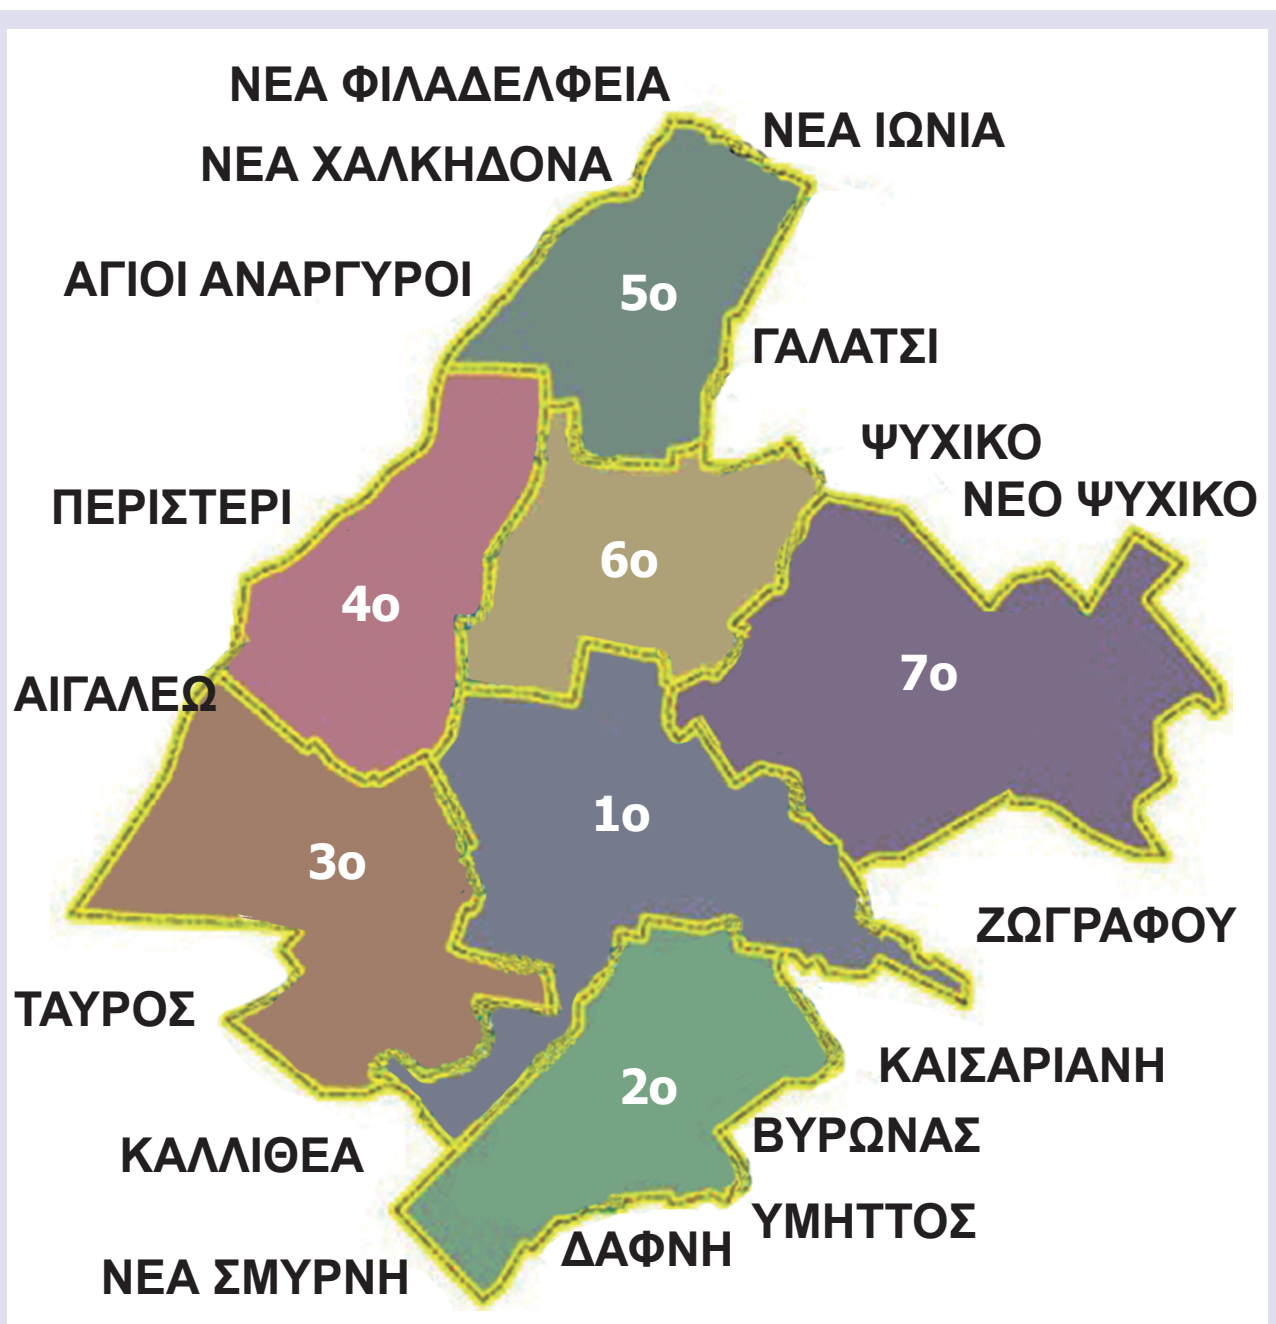 ΝΕΑ ΦΙΛΑΔΕΛΦΕΙΑ
ΝΕΑ ΙΩΝΙΑ
ΝΕΑ ΧΑΛΚΗΔΟΝΑ
ΑΓΙΟΙ ΑΝΑΡΓΥΡΟΙ
5ο
ΓΑΛΑΤΣΙ
ΨΥΧΙΚΟ
ΝΕΟ ΨΥΧΙΚΟ
ΠΕΡΙΣΤΕΡΙ
6ο
4ο
7ο
ΑΙΓΑΛΕΩ
1ο
3ο
ΖΩΓΡΑΦΟΥ
ΤΑΥΡΟΣ
ΚΑΙΣΑΡΙΑΝΗ
2ο
ΒΥΡΩΝΑΣ
ΚΑΛΛΙΘΕΑ
ΥΜΗΤΤΟΣ
ΔΑΦΝΗ
ΝΕΑ ΣΜΥΡΝΗ